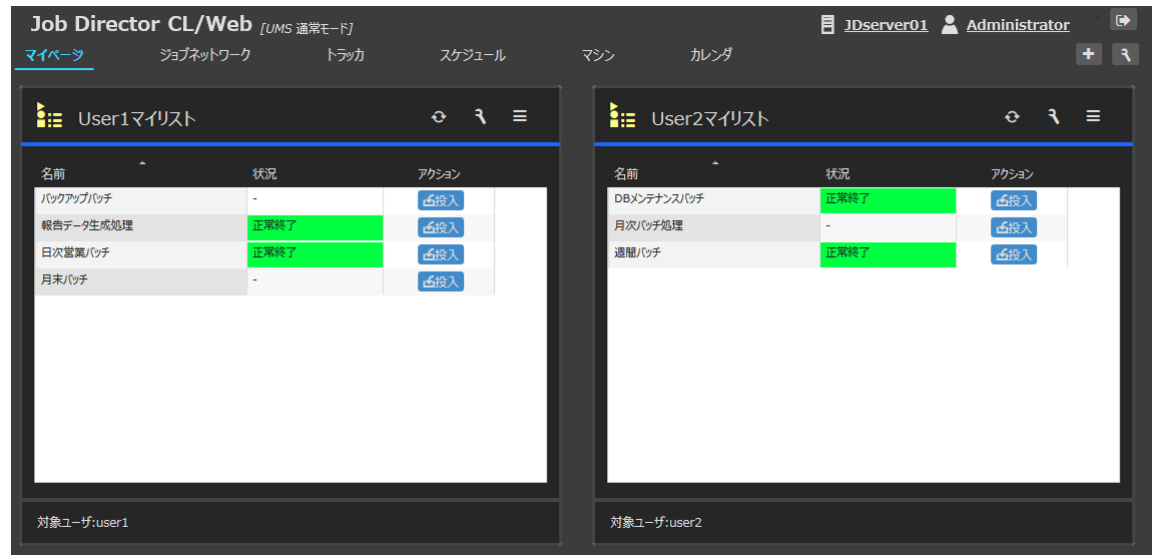 Job Director CL/Web [UMS 通常モード] JDserver01 Administrator
マイページ ジョブネットワーク トラッカ スケジュール マシン カレンダ
User1マイリスト
名前 状況 アクション
バックアップバッチ - 投入
報告データ生成処理 正常終了 投入
日次営業バッチ 正常終了 投入
月末バッチ - 投入
対象ユーザ:user1
User2マイリスト
名前 状況 アクション
DBメンテナンスバッチ 正常終了 投入
月次バッチ処理 - 投入
週間バッチ 正常終了 投入
対象ユーザ:user2